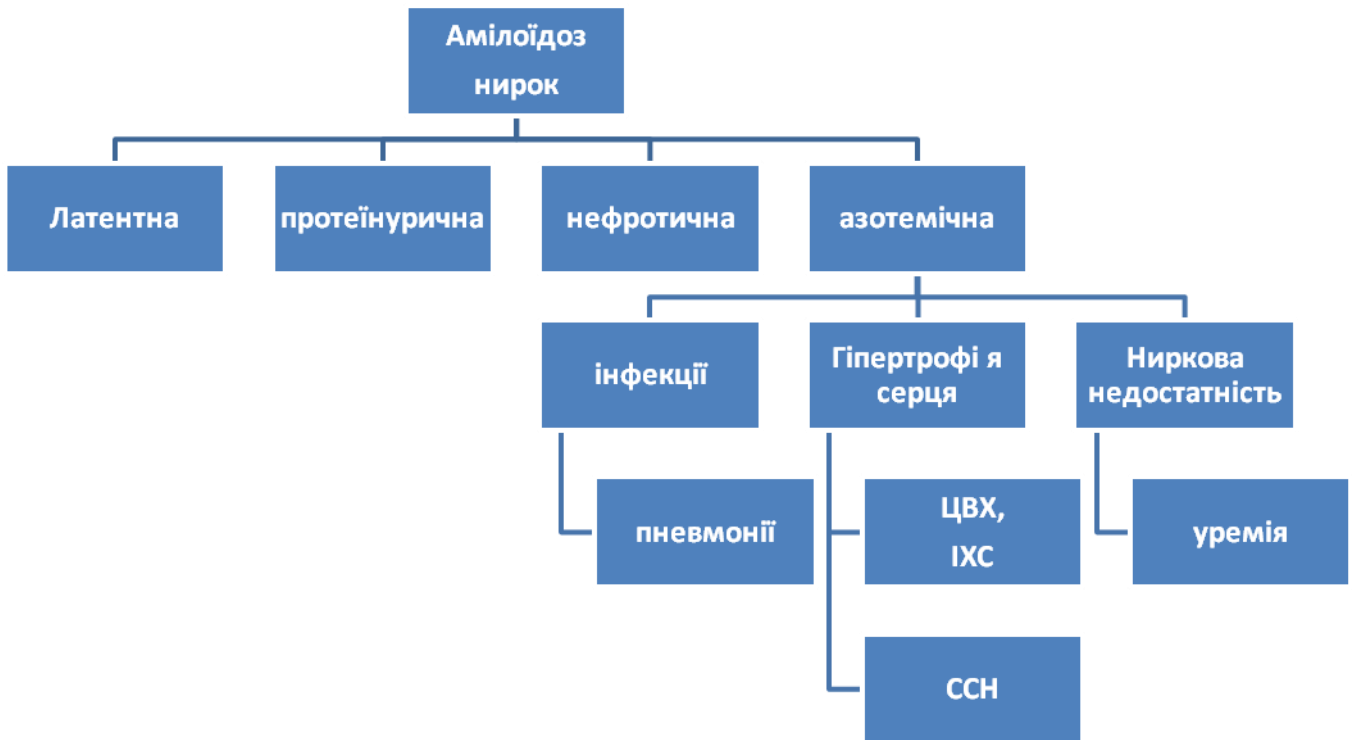 Амілоїдоз
нирок
Латентна
протеїнурична
нефротична
азотемічна
інфекції
Гіпертрофі я
серця
Ниркова
недостатність
пневмонії
ЦВХ,
ІХС
уремія
ССН